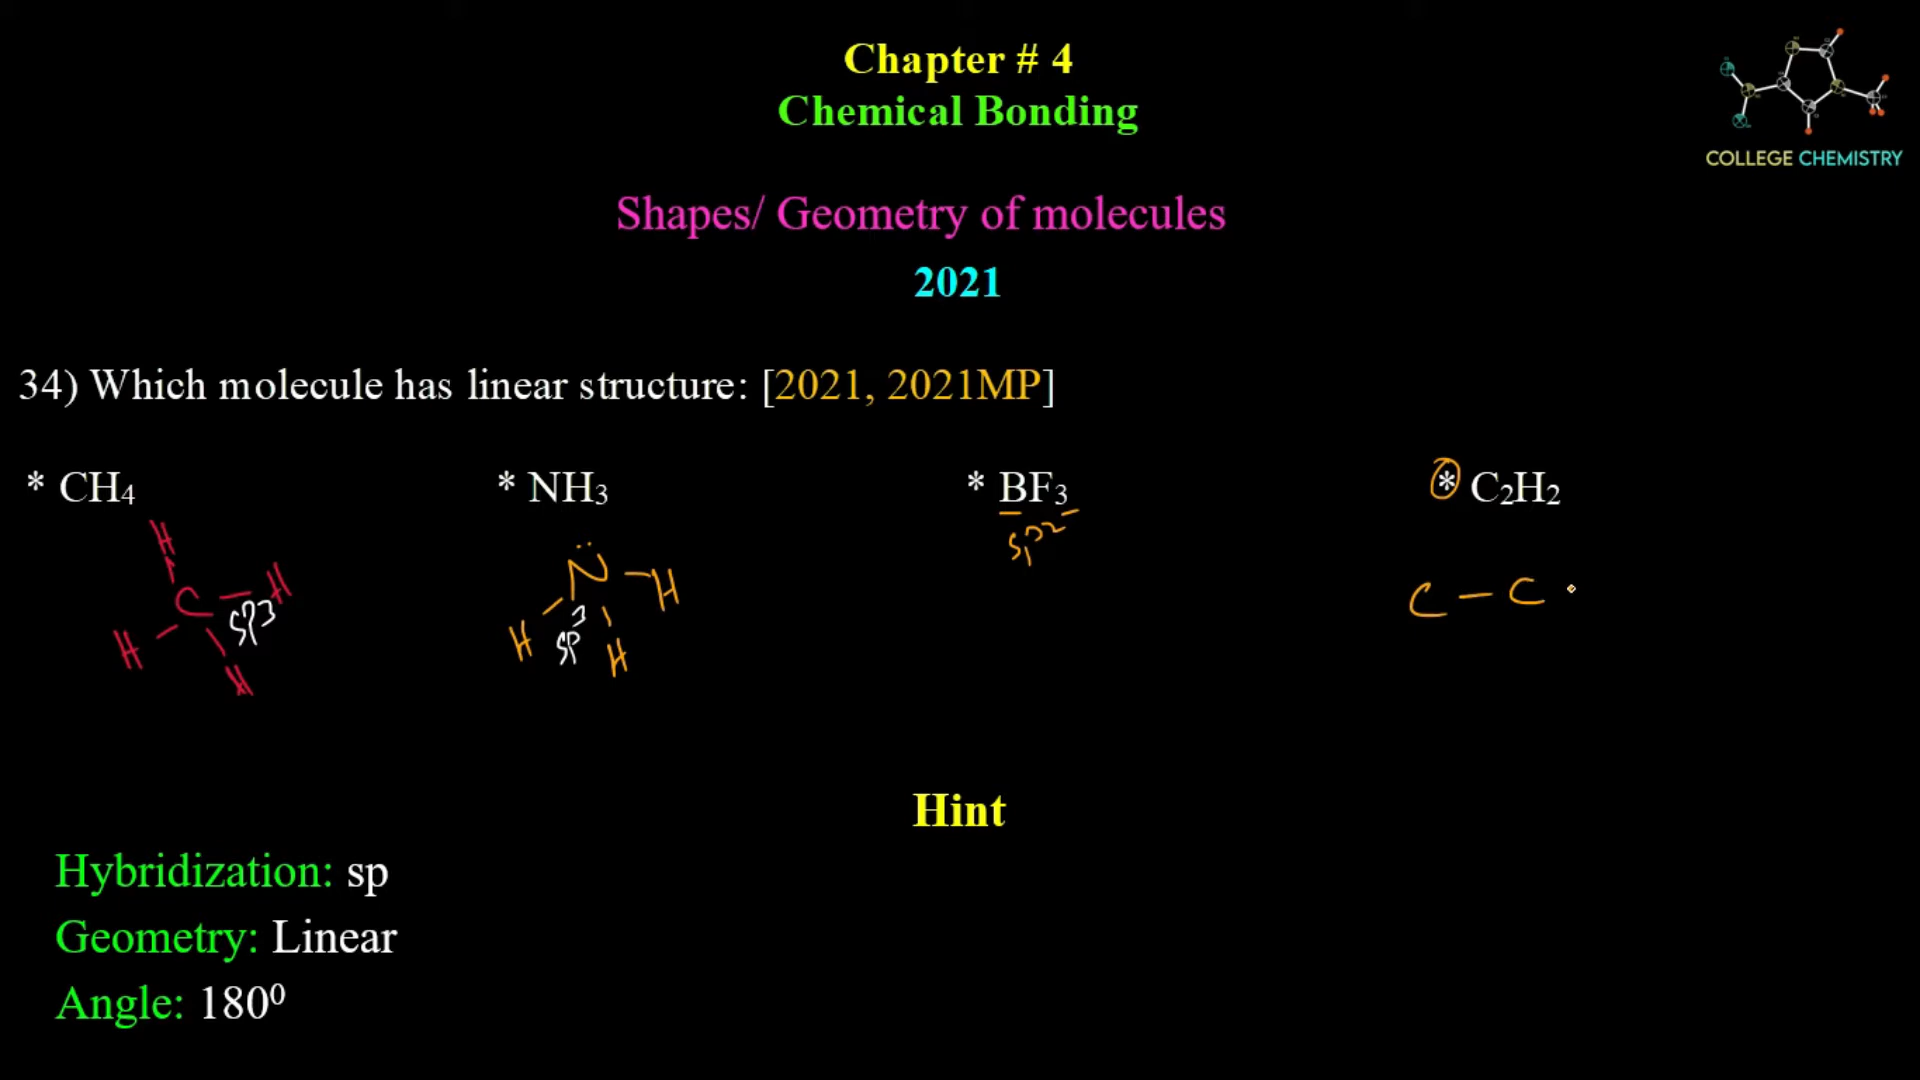 Chapter # 4
Chemical Bonding
COLLEGE CHEMISTRY
Shapes/ Geometry of molecules
2021
34) Which molecule has linear structure: [2021, 2021MP]
* CH4 * NH3 * BF3 * C2H2
H
C H
SP3
H
H
N H
H SP3 H
sp2
C - C
Hint
Hybridization: sp
Geometry: Linear
Angle: 180⁰